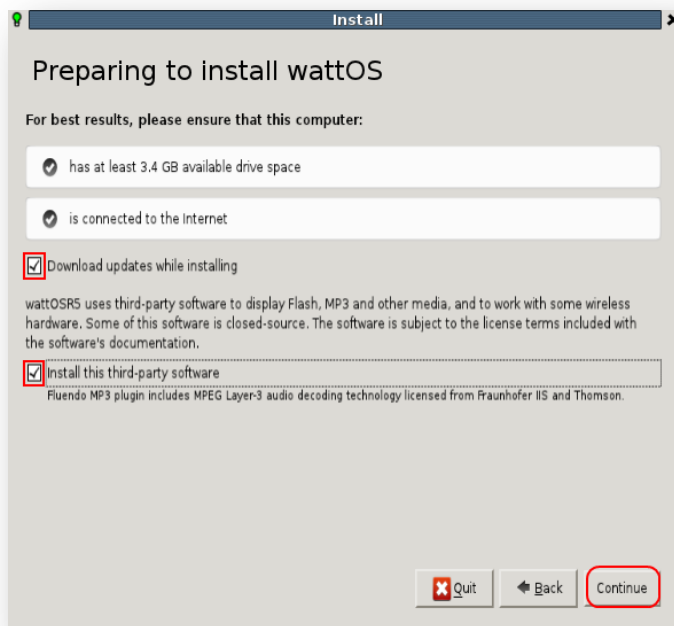 Install
Preparing to install wattOS
For best results, please ensure that this computer:
has at least 3.4 GB available drive space
is connected to the Internet
Download updates while installing
wattOSR5 uses third-party software to display Flash, MP3 and other media, and to work with some wireless
hardware. Some of this software is closed-source. The software is subject to the license terms included with
the software's documentation.
Install this third-party software
Fluendo MP3 plugin includes MPEG Layer-3 audio decoding technology licensed from Fraunhofer IIS and Thomson.
Quit Back Continue